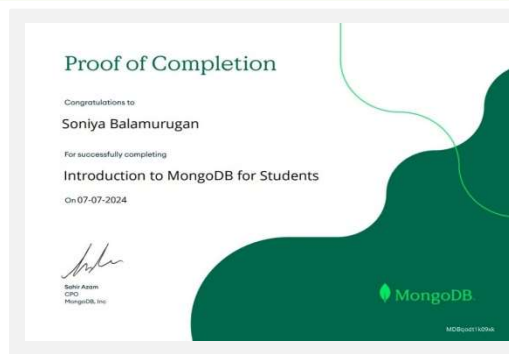 Proof of Completion
Congratulations to
Soniya Balamurugan
For successfully completing
Introduction to MongoDB for Students
On 07-07-2024
Sahir Azam
CPO
MongoDB, Inc
MongoDB.